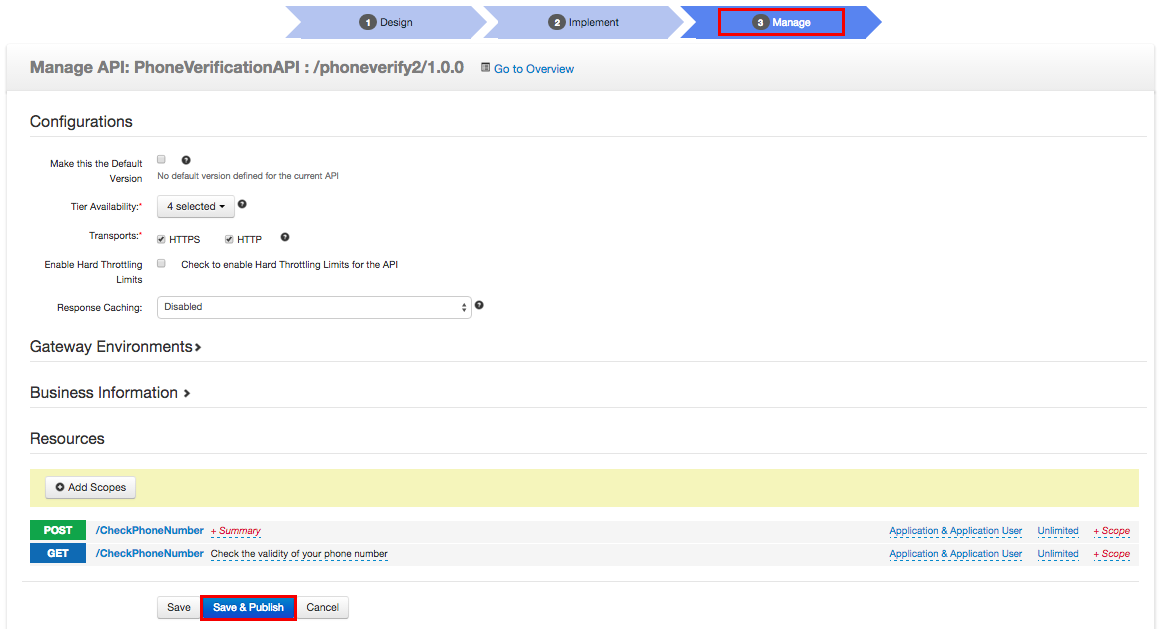 1 Design 2 Implement 3 Manage
Manage API: PhoneVerificationAPI : /phoneverify2/1.0.0 Go to Overview
Configurations
Make this the Default
Version
No default version defined for the current API
Tier Availability:* 4 selected
Transports:* HTTPS HTTP
Enable Hard Throttling
Limits
Check to enable Hard Throttling Limits for the API
Response Caching: Disabled
Gateway Environments
Business Information
Resources
Add Scopes
POST /CheckPhoneNumber + Summary Application & Application User Unlimited + Scope
GET /CheckPhoneNumber Check the validity of your phone number Application & Application User Unlimited + Scope
Save Save & Publish Cancel